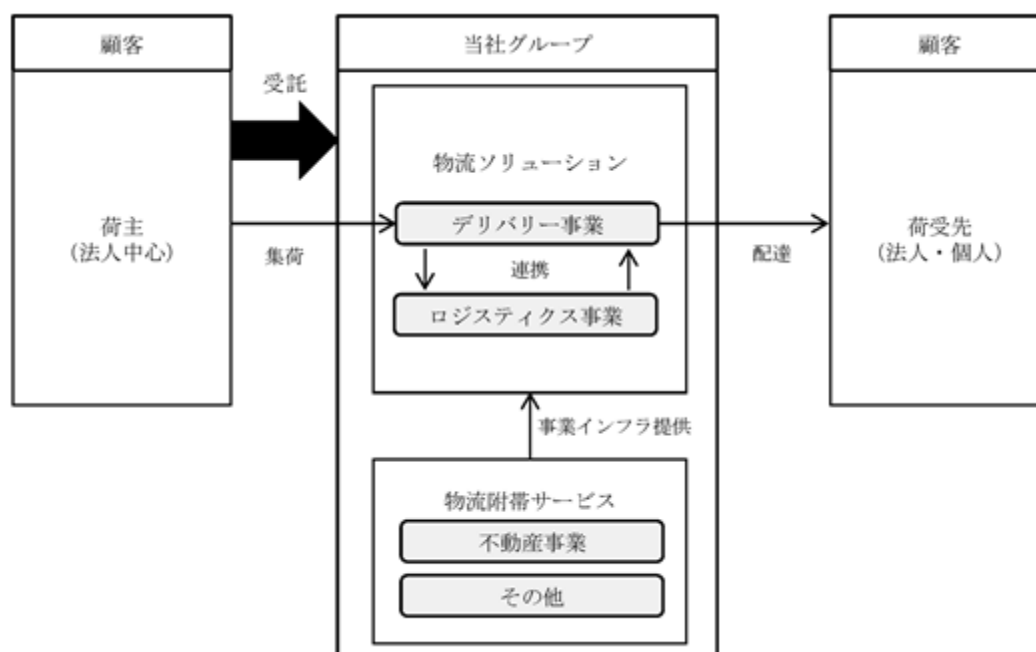 顧客
当社グループ
顧客
受託
物流ソリューション
荷主
(法人中心)
デリバリー事業
荷受先
(法人・個人)
集荷
連携
配達
ロジスティクス事業
事業インフラ提供
物流附帯サービス
不動産事業
その他